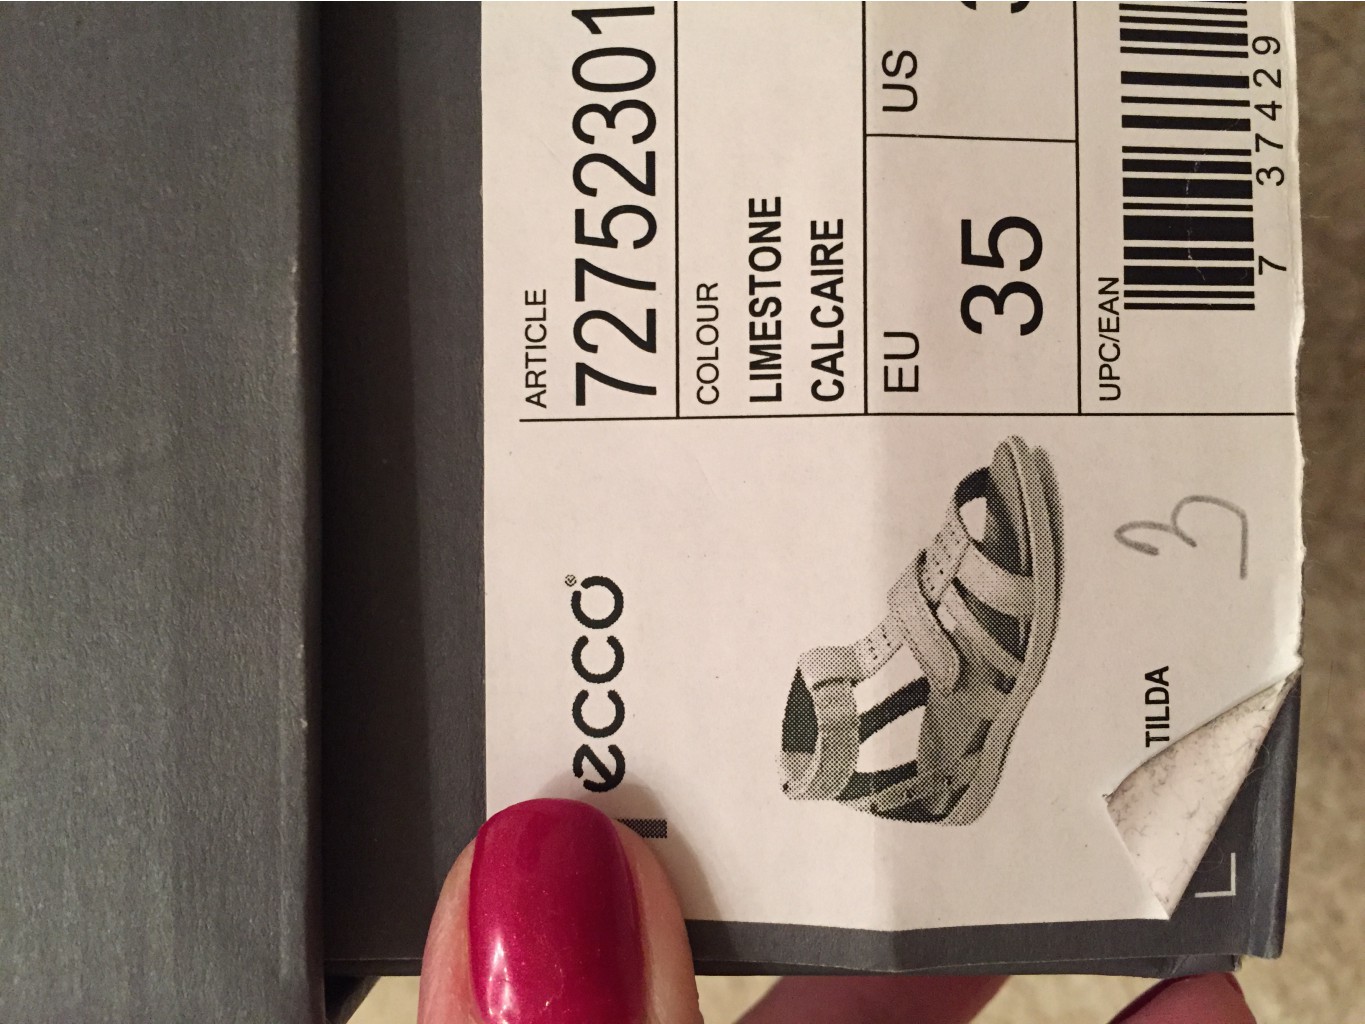 ecco®
TILDA
3
ARTICLE
72752301
COLOUR
LIMESTONE
CALCAIRE
EU
35
US
UPC/EAN
7 37429